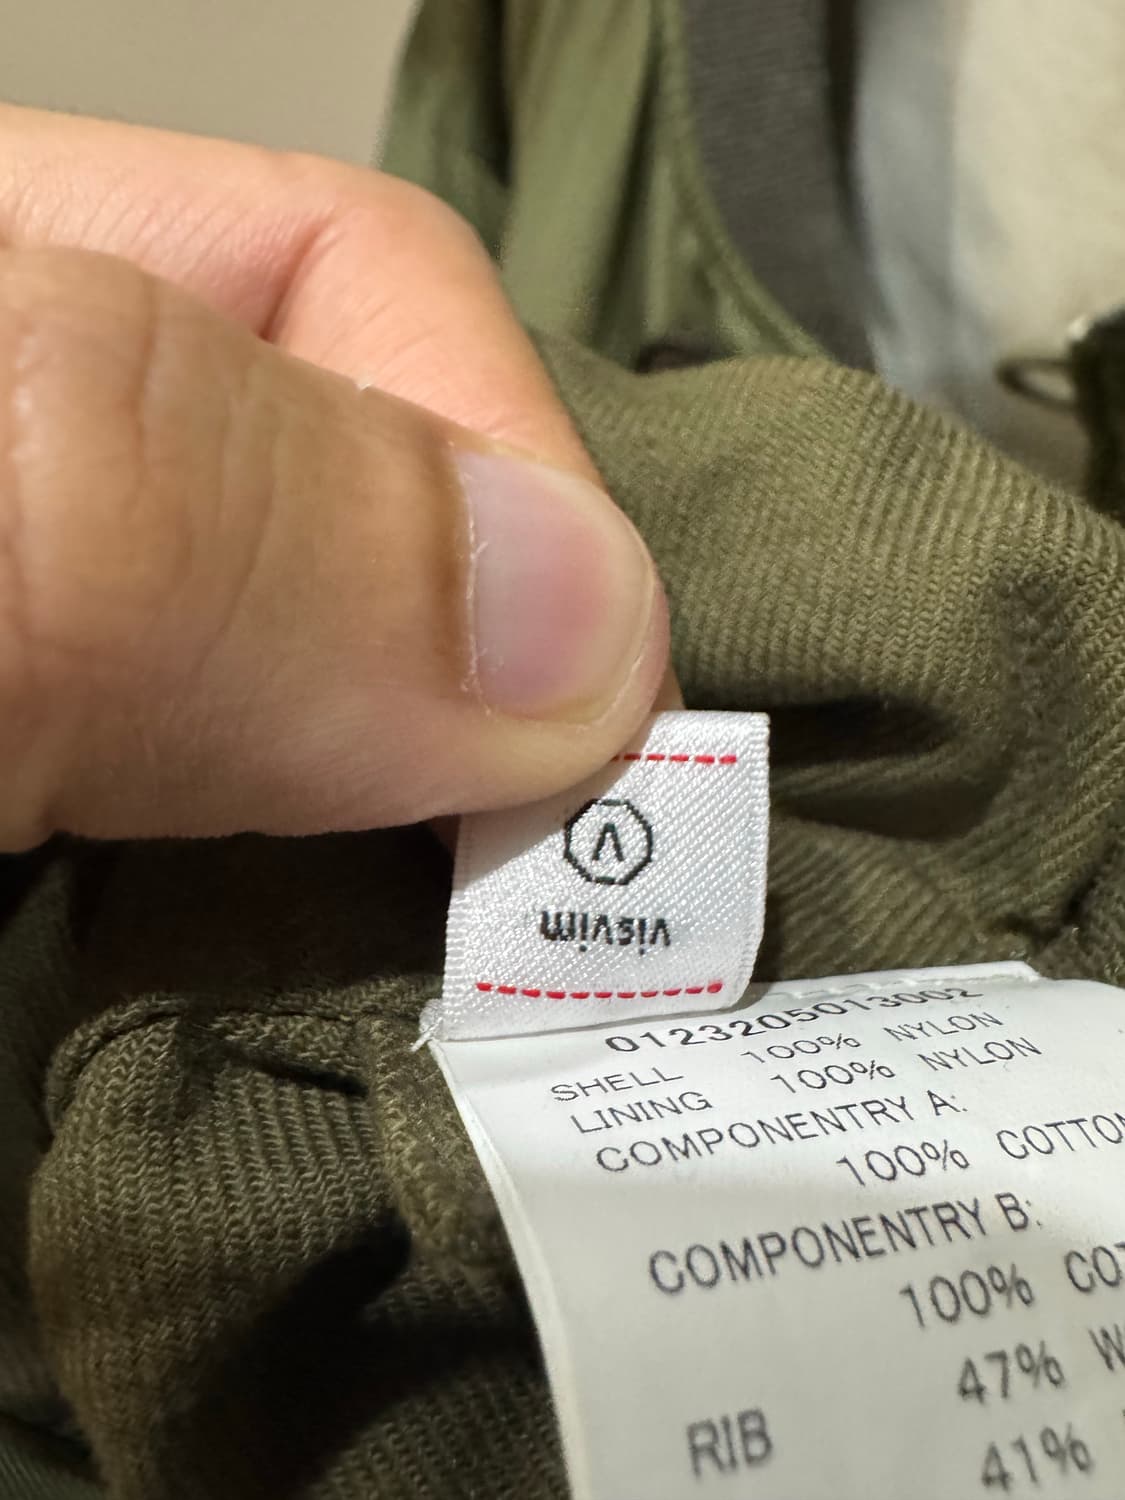 V
visvim
0123205013002
SHELL 100% NYLON
LINING 100% NYLON
COMPONENTRY A:
100% COTTON
COMPONENTRY B:
100%
47%
RIB 41%